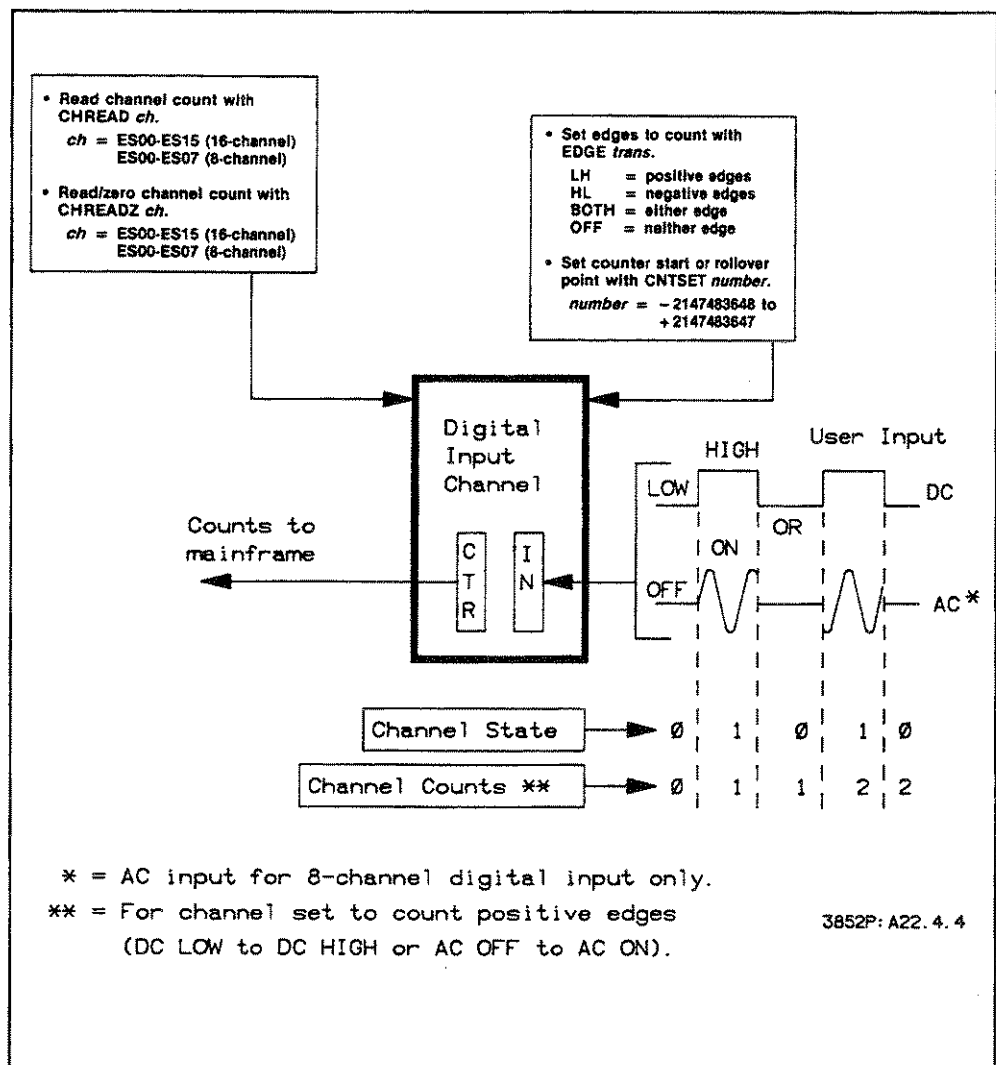 • Read channel count with
CHREAD ch.
ch = ES00-ES15 (16-channel)
ES00-ES07 (8-channel)
• Read/zero channel count with
CHREADZ ch.
ch = ES00-ES15 (16-channel)
ES00-ES07 (8-channel)
• Set edges to count with
EDGE trans.
LH = positive edges
HL = negative edges
BOTH = either edge
OFF = neither edge
• Set counter start or rollover
point with CNTSET number.
number = – 2147483648 to
+ 2147483647
Digital
Input
Channel
CTR
IN
Counts to
mainframe
User Input
HIGH
LOW
DC
OR
ON
OFF
AC*
Channel State
Ø 1 Ø 1 Ø
Channel Counts **
Ø 1 1 2 2
* = AC input for 8-channel digital input only.
** = For channel set to count positive edges
(DC LOW to DC HIGH or AC OFF to AC ON).
3852P: A22.4.4